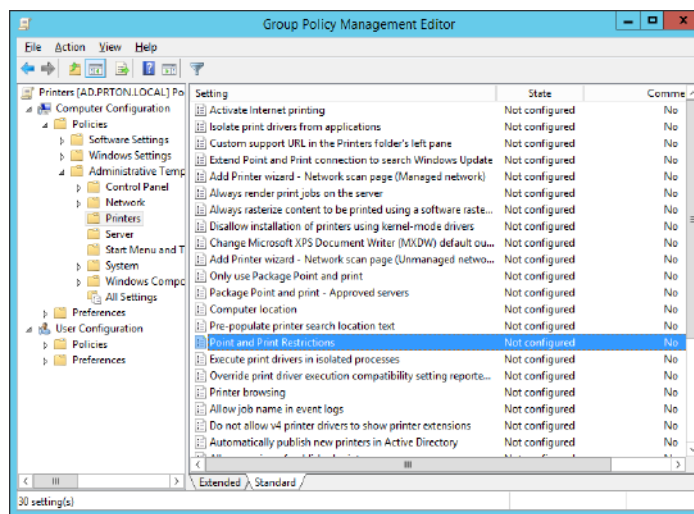 Group Policy Management Editor
File Action View Help
Printers [AD.PRTON.LOCAL] Po
Computer Configuration
Policies
Software Settings
Windows Settings
Administrative Temp
Control Panel
Network
Printers
Server
Start Menu and T
System
Windows Compc
All Settings
Preferences
User Configuration
Policies
Preferences
Setting State Comme
Activate Internet printing Not configured No
Isolate print drivers from applications Not configured No
Custom support URL in the Printers folder's left pane Not configured No
Extend Point and Print connection to search Windows Update Not configured No
Add Printer wizard - Network scan page (Managed network) Not configured No
Always render print jobs on the server Not configured No
Always rasterize content to be printed using a software raste... Not configured No
Disallow installation of printers using kernel-mode drivers Not configured No
Change Microsoft XPS Document Writer (MXDW) default ou... Not configured No
Add Printer wizard - Network scan page (Unmanaged netwo... Not configured No
Only use Package Point and print Not configured No
Package Point and print - Approved servers Not configured No
Computer location Not configured No
Pre-populate printer search location text Not configured No
Point and Print Restrictions Not configured No
Execute print drivers in isolated processes Not configured No
Override print driver execution compatibility setting reporte... Not configured No
Printer browsing Not configured No
Allow job name in event logs Not configured No
Do not allow v4 printer drivers to show printer extensions Not configured No
Automatically publish new printers in Active Directory Not configured No
Extended Standard
30 setting(s)